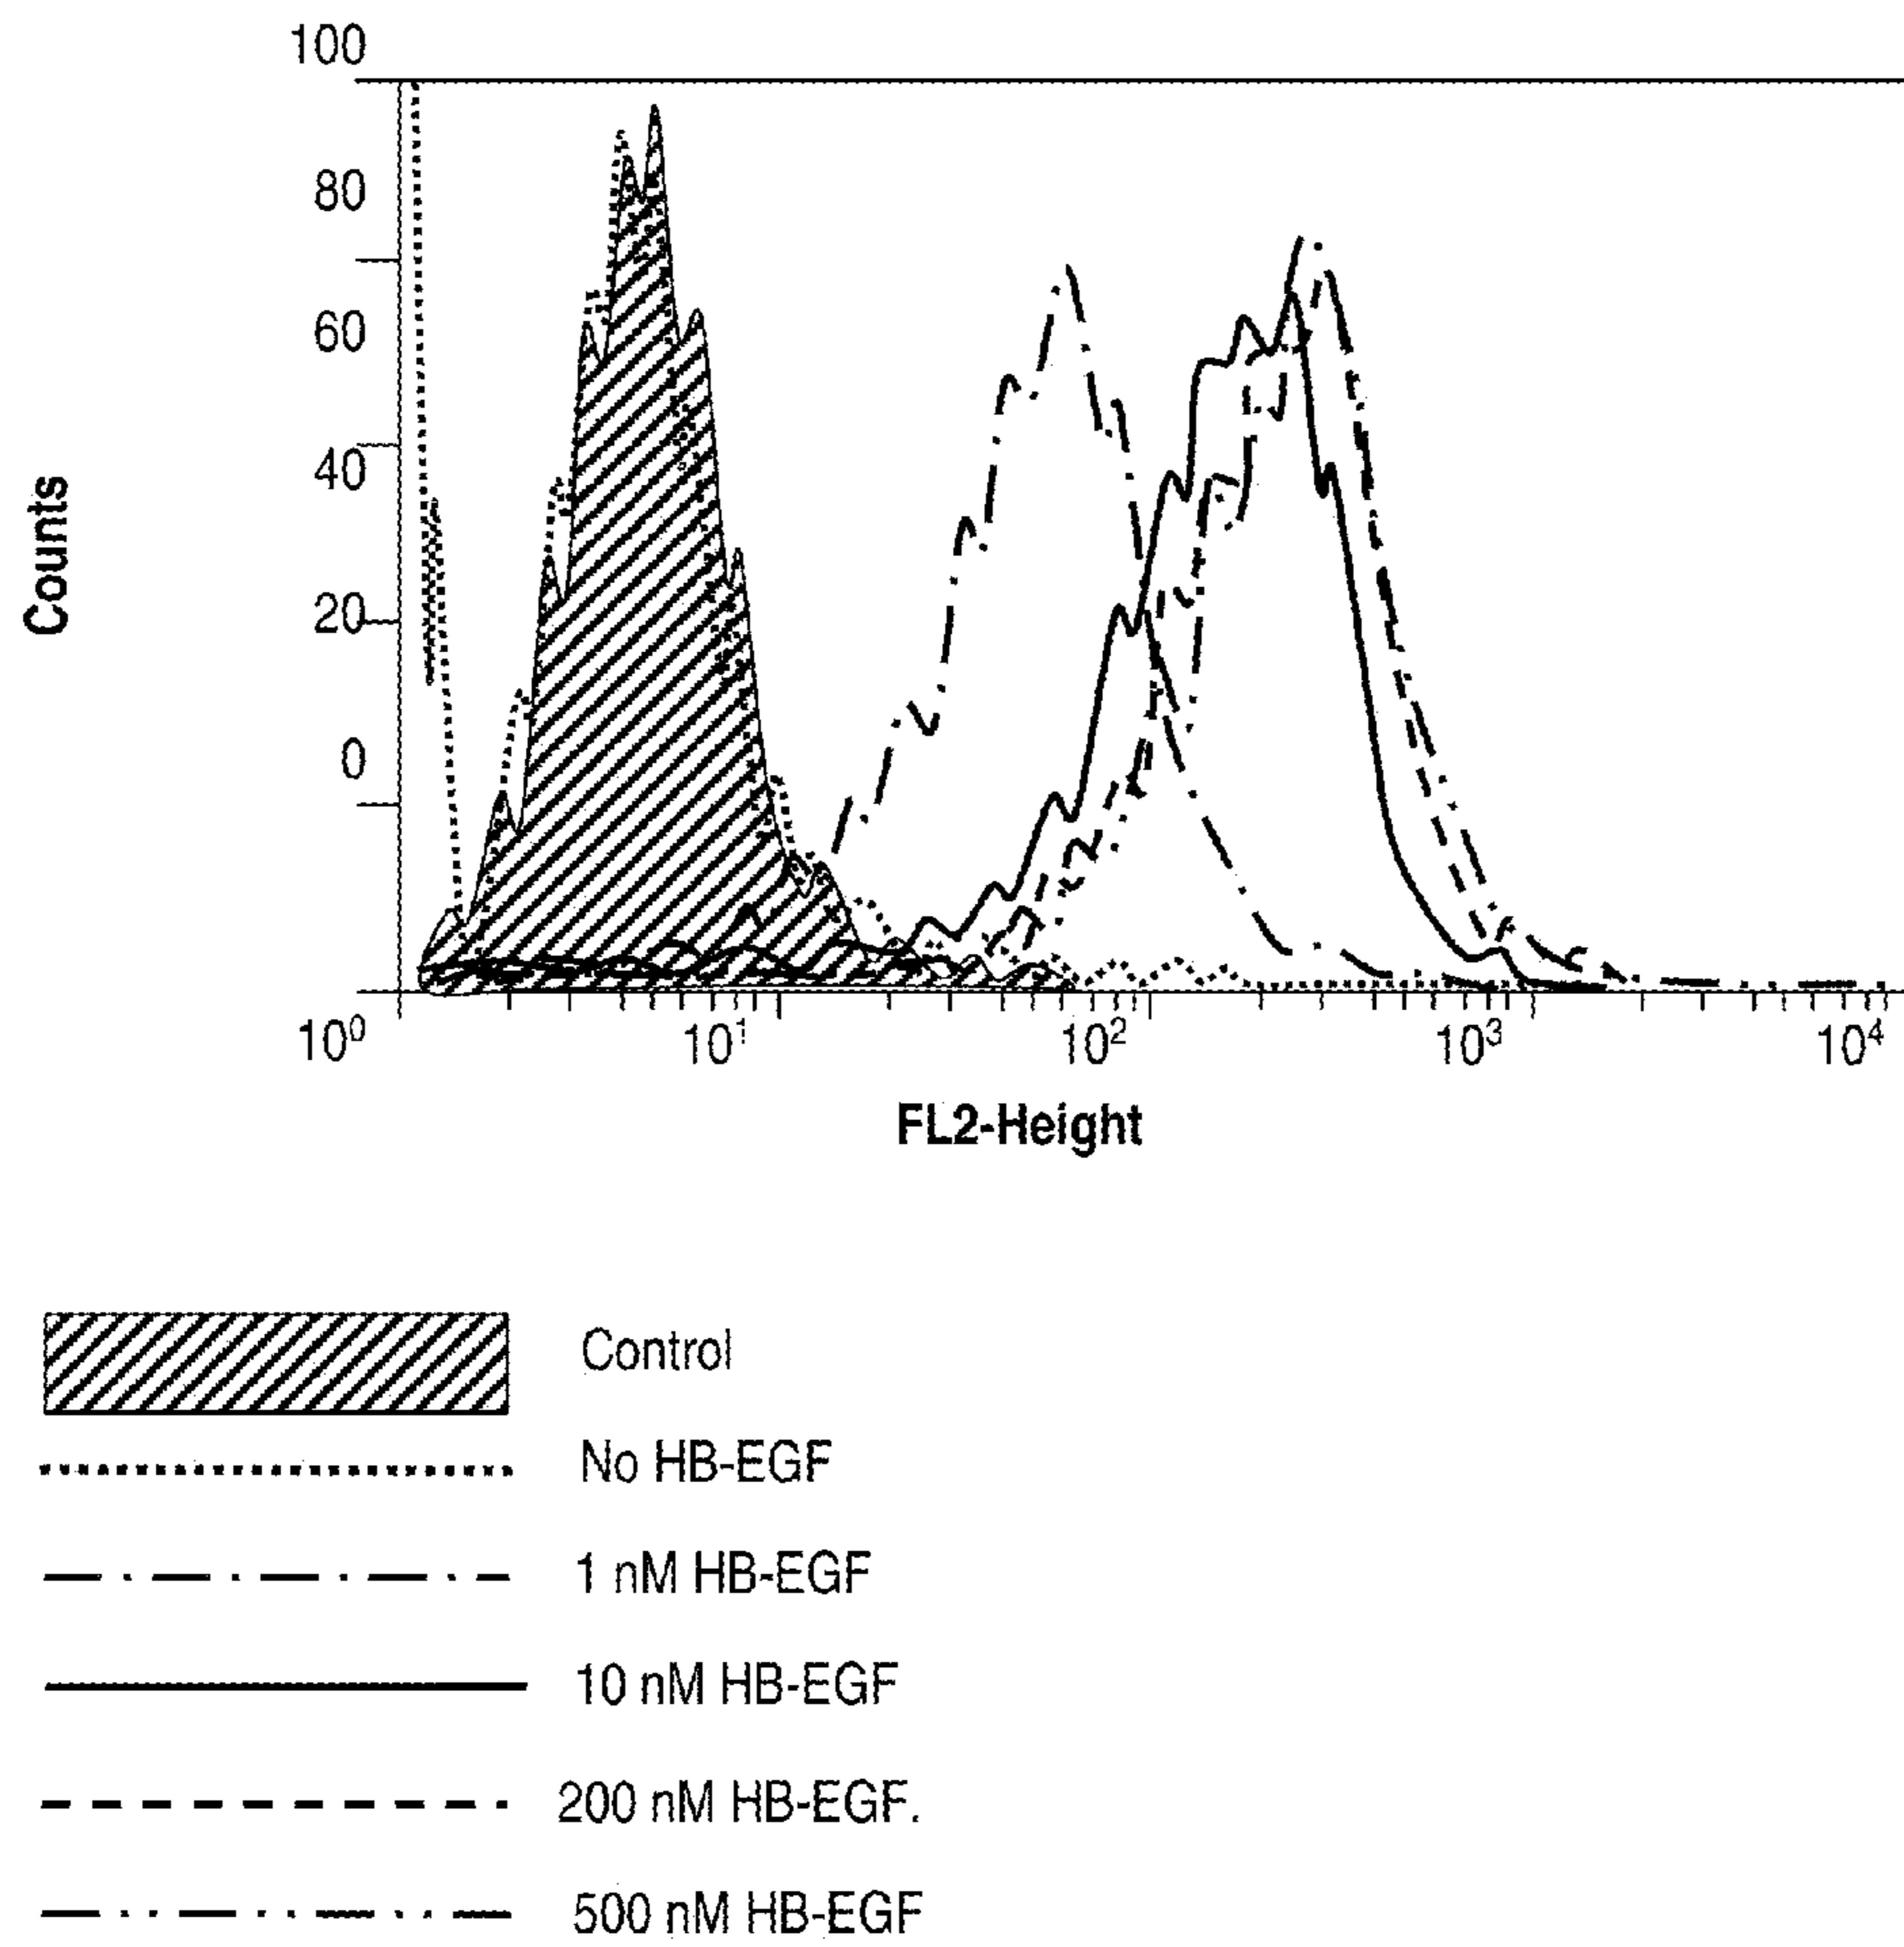 100
80
60
40
20
0
Counts
10⁰ 10¹ 10² 10³ 10⁴
FL2-Height
Control
No HB-EGF
1 nM HB-EGF
10 nM HB-EGF
200 nM HB-EGF.
500 nM HB-EGF